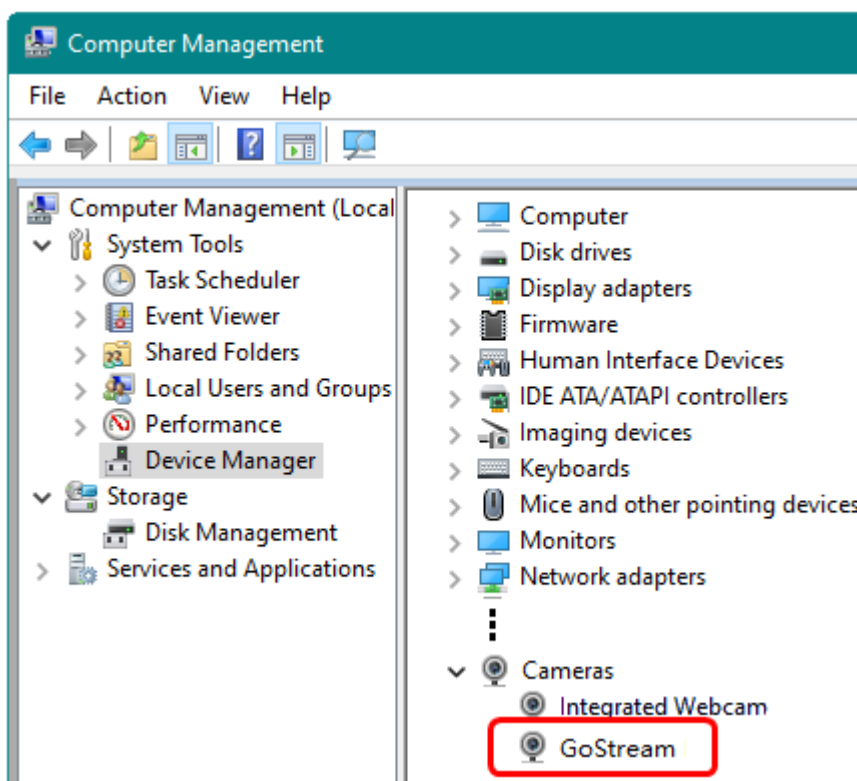 Computer Management
File Action View Help
Computer Management (Local
System Tools
Task Scheduler
Event Viewer
Shared Folders
Local Users and Groups
Performance
Device Manager
Storage
Disk Management
Services and Applications
Computer
Disk drives
Display adapters
Firmware
Human Interface Devices
IDE ATA/ATAPI controllers
Imaging devices
Keyboards
Mice and other pointing devices
Monitors
Network adapters
Cameras
Integrated Webcam
GoStream